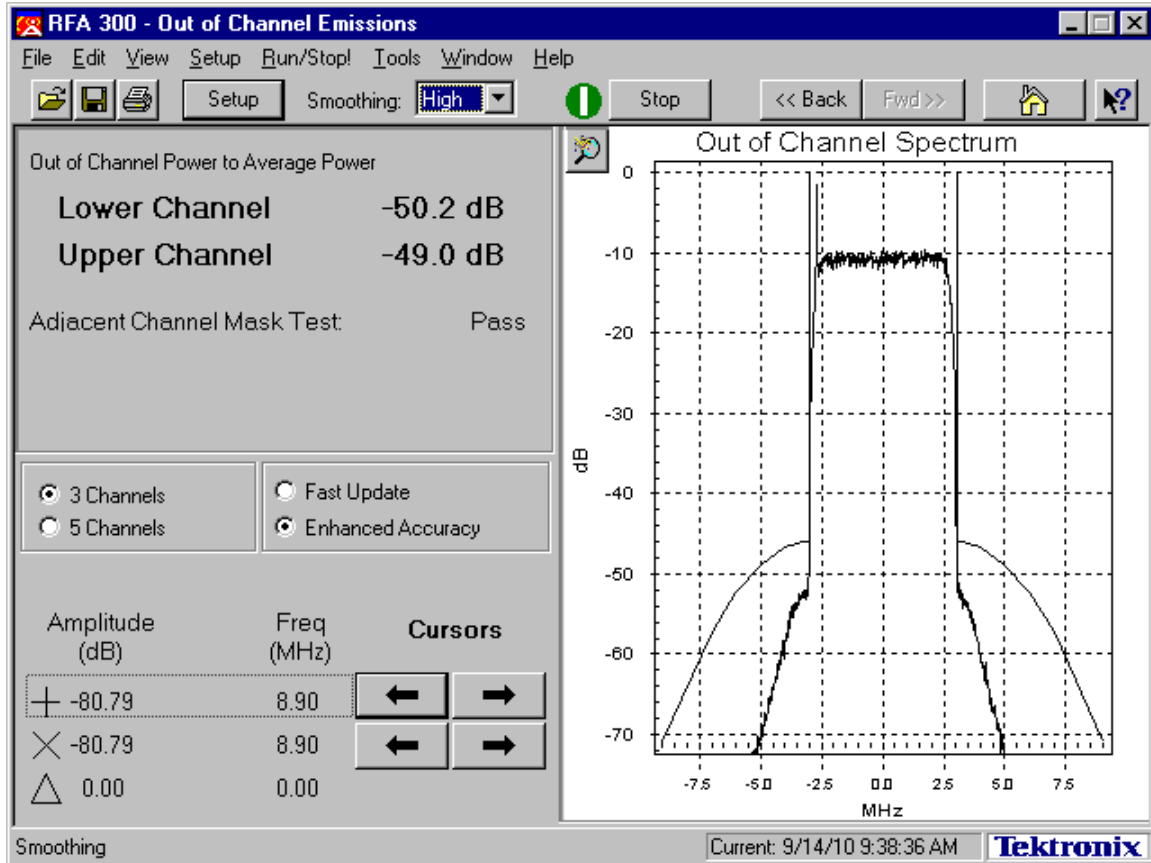 RFA 300 - Out of Channel Emissions
File Edit View Setup Run/Stop! Tools Window Help
Setup Smoothing: High Stop << Back Fwd >>
Out of Channel Power to Average Power
Lower Channel -50.2 dB
Upper Channel -49.0 dB
Adjacent Channel Mask Test: Pass
3 Channels
5 Channels
Fast Update
Enhanced Accuracy
Amplitude (dB) Freq (MHz) Cursors
-80.79 8.90
-80.79 8.90
0.00 0.00
Out of Channel Spectrum
0
-10
-20
-30
dB
-40
-50
-60
-70
-7.5 -5.0 -2.5 0.0 2.5 5.0 7.5
MHz
Smoothing Current: 9/14/10 9:38:36 AM Tektronix